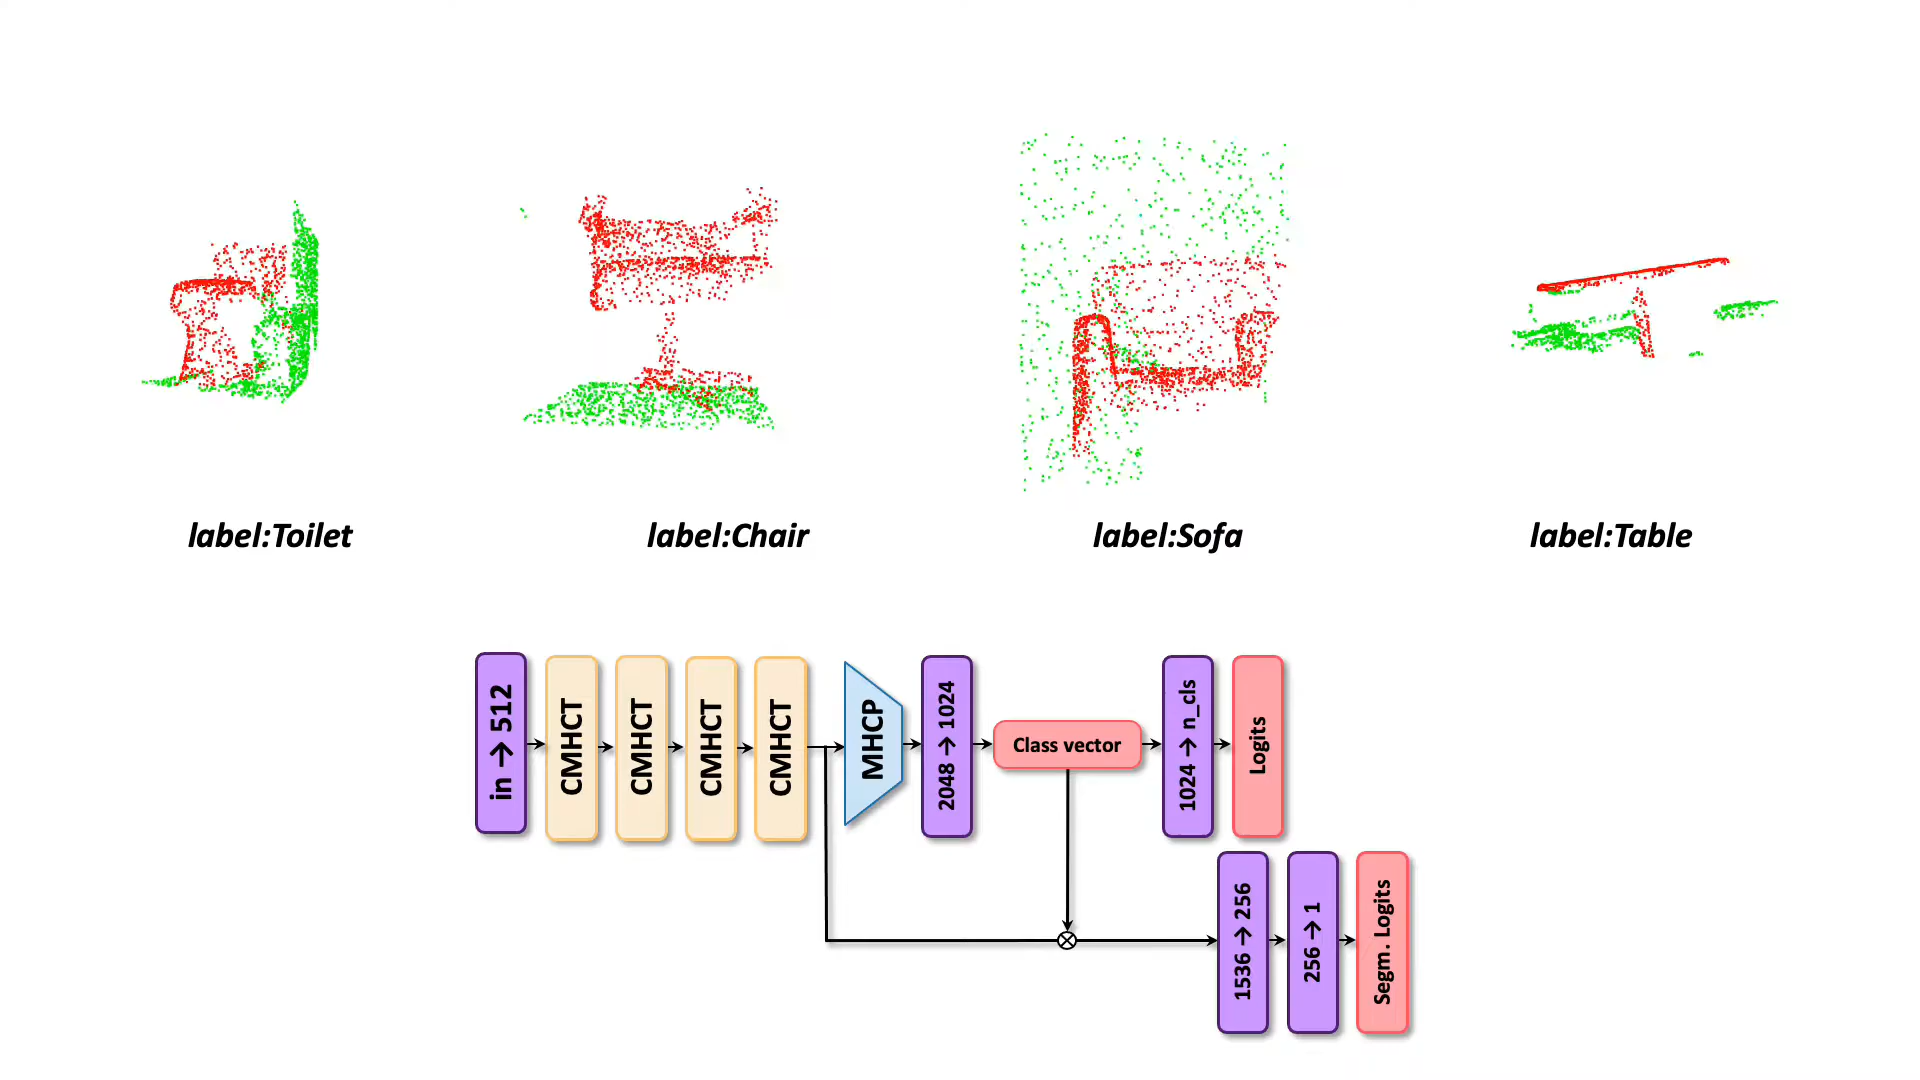 label:Toilet
label:Chair
label:Sofa
label:Table
in → 512
CMHCT
CMHCT
CMHCT
CMHCT
MHCP
2048 → 1024
Class vector
1024 → n_cls
Logits
1536 → 256
256 → 1
Segm. Logits